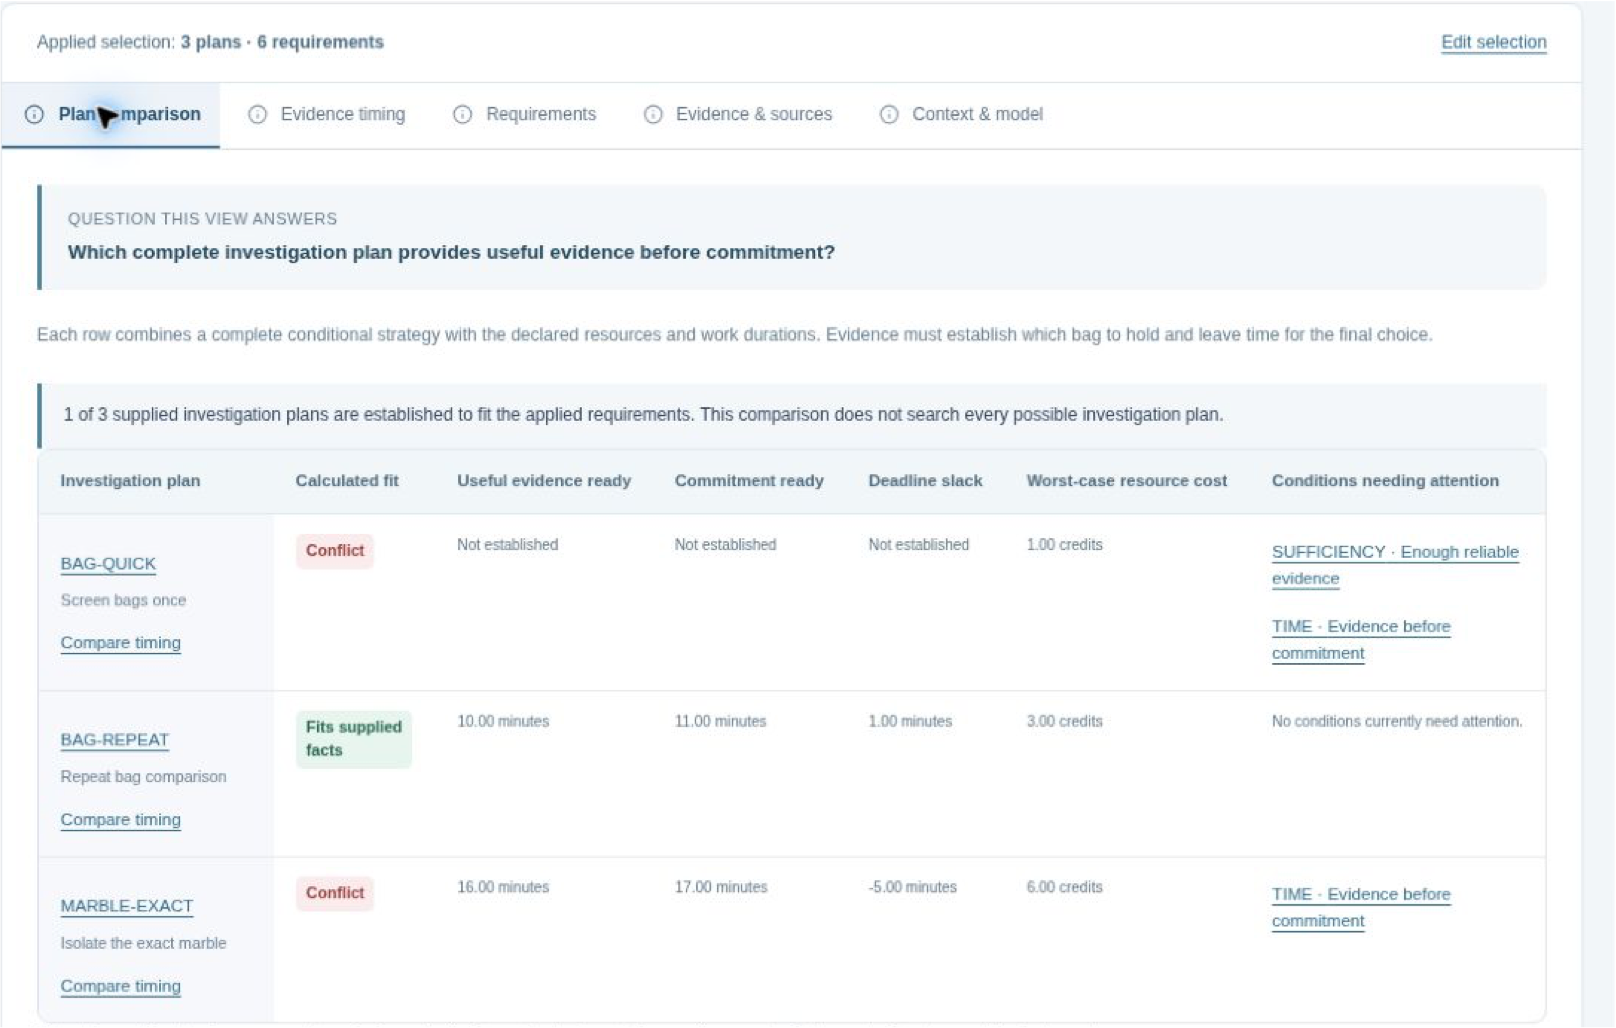 Applied selection: 3 plans · 6 requirements
Edit selection
Plan mparison
Evidence timing
Requirements
Evidence & sources
Context & model
QUESTION THIS VIEW ANSWERS
Which complete investigation plan provides useful evidence before commitment?
Each row combines a complete conditional strategy with the declared resources and work durations. Evidence must establish which bag to hold and leave time for the final choice.
1 of 3 supplied investigation plans are established to fit the applied requirements. This comparison does not search every possible investigation plan.
Investigation plan
Calculated fit
Useful evidence ready
Commitment ready
Deadline slack
Worst-case resource cost
Conditions needing attention
BAG-QUICK
Screen bags once
Compare timing
Conflict
Not established
Not established
Not established
1.00 credits
SUFFICIENCY · Enough reliable
evidence
TIME · Evidence before
commitment
BAG-REPEAT
Repeat bag comparison
Compare timing
Fits supplied
facts
10.00 minutes
11.00 minutes
1.00 minutes
3.00 credits
No conditions currently need attention.
MARBLE-EXACT
Isolate the exact marble
Compare timing
Conflict
16.00 minutes
17.00 minutes
-5.00 minutes
6.00 credits
TIME · Evidence before
commitment